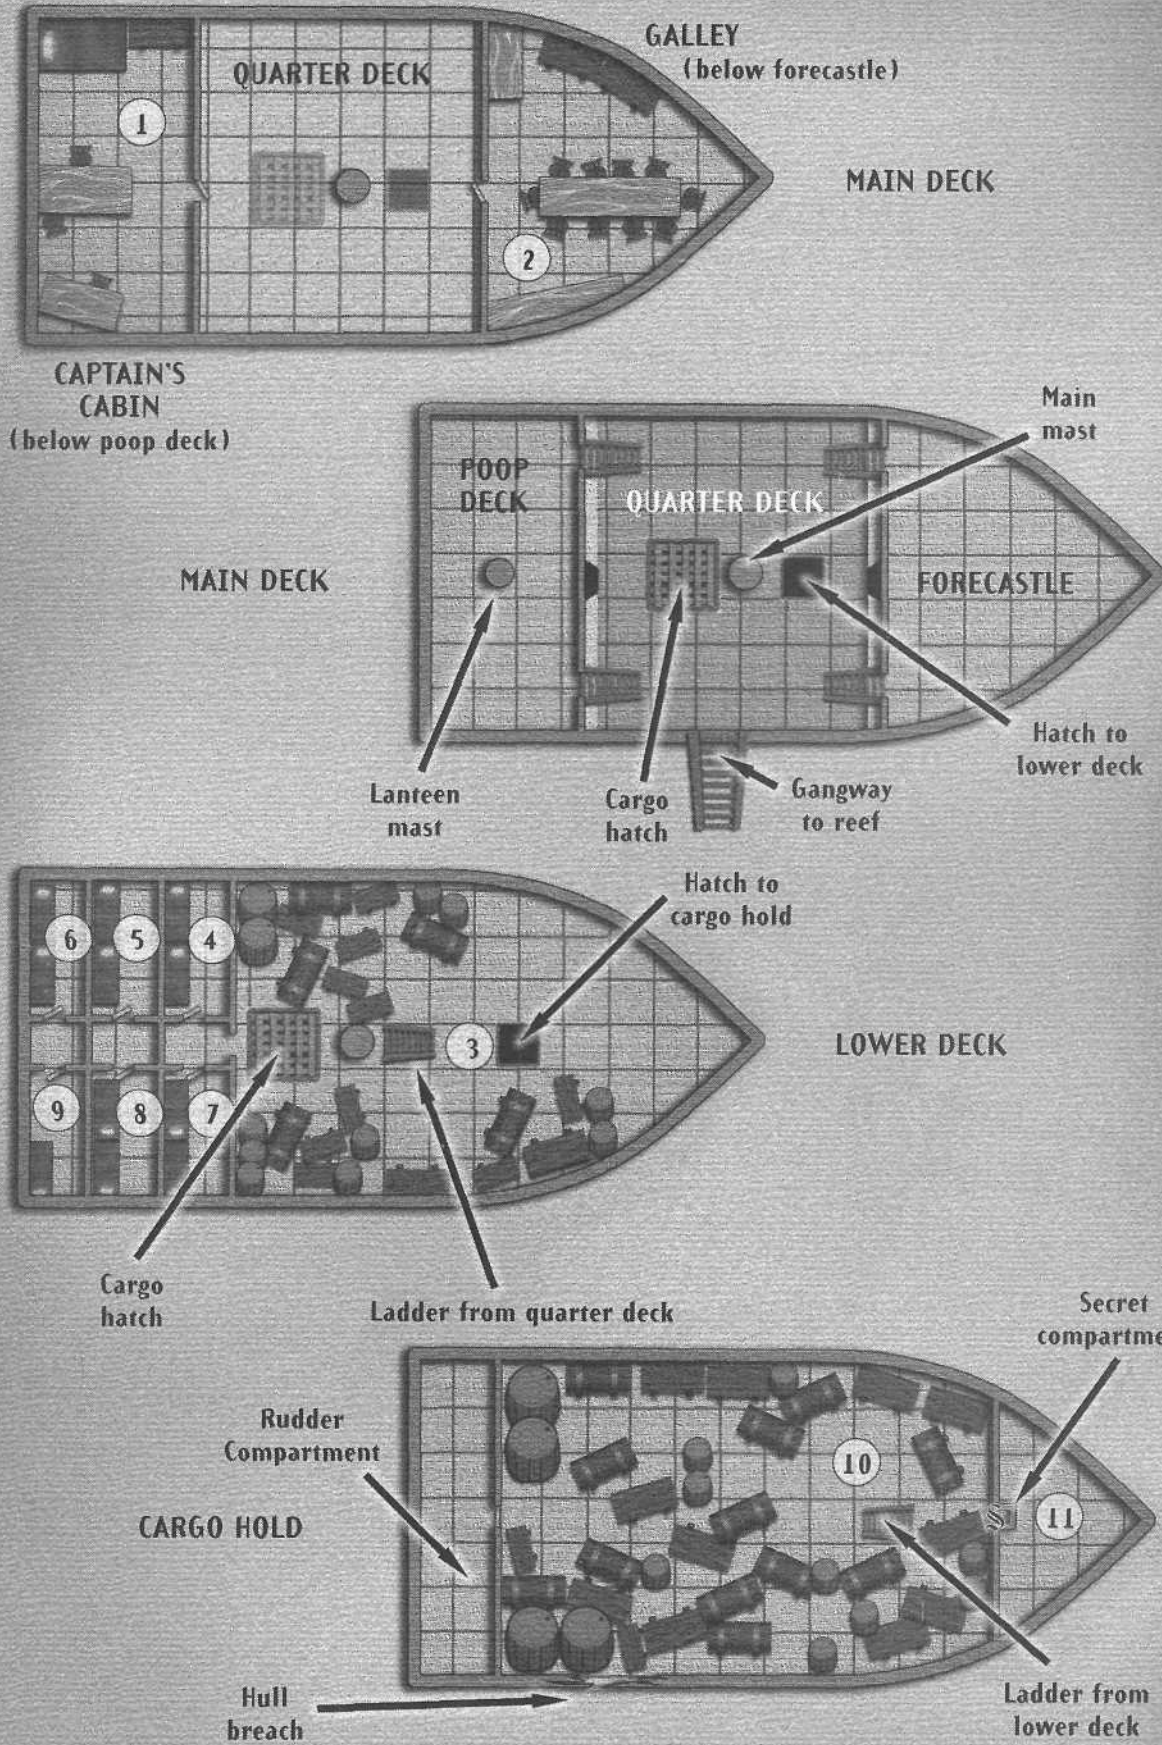 GALLEY
(below forecastle)
QUARTER DECK
1
MAIN DECK
2
CAPTAIN'S
CABIN
(below poop deck)
Main
mast
POOP
DECK
QUARTER DECK
MAIN DECK
FORECASTLE
Hatch to
lower deck
Lanteen
mast
Cargo
hatch
Gangway
to reef
Hatch to
cargo hold
6
5
4
3
LOWER DECK
9
8
7
Cargo
hatch
Ladder from quarter deck
Secret
compartme
Rudder
Compartment
10
11
CARGO HOLD
Hull
breach
Ladder from
lower deck